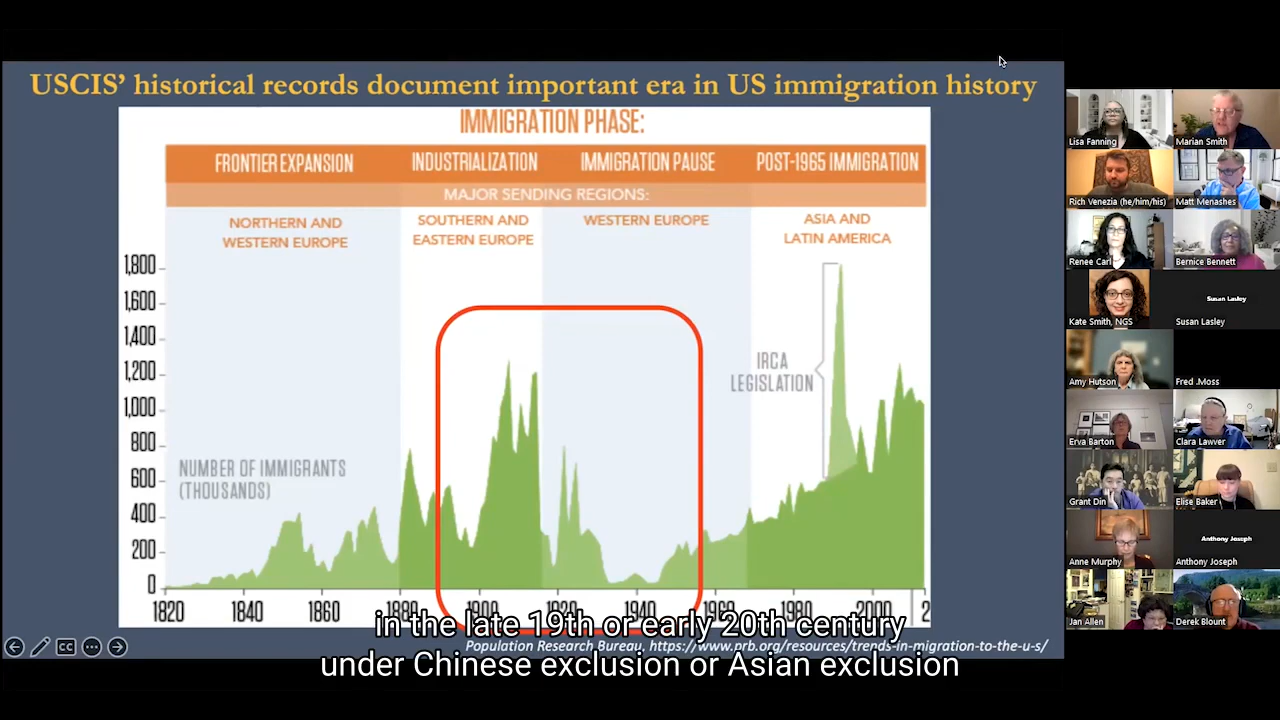 USCIS' historical records document important era in US immigration history
IMMIGRATION PHASE:
FRONTIER EXPANSION
INDUSTRIALIZATION
IMMIGRATION PAUSE
POST-1965 IMMIGRATION
MAJOR SENDING REGIONS:
NORTHERN AND
WESTERN EUROPE
SOUTHERN AND
EASTERN EUROPE
WESTERN EUROPE
ASIA AND
LATIN AMERICA
1,800
1,600
1,400
1,200
1,000
800
600
400
200
0
IRCA
LEGISLATION
NUMBER OF IMMIGRANTS
(THOUSANDS)
1820 1840 1860 1880 1900 1920 1940 1960 1980 2000 2
Population Research Bureau, https://www.prb.org/resources/trends-in-migration-to-the-u-s/
in the late 19th or early 20th century
under Chinese exclusion or Asian exclusion
CC
Lisa Fanning
Marian Smith
Rich Venezia (he/him/his)
Matt Menashes
Renee Carl
Bernice Bennett
Kate Smith, NGS
Susan Lasley
Susan Lasley
Amy Hutson
Fred .Moss
Erva Barton
Clara Lawver
Grant Din
Elise Baker
Anne Murphy
Anthony Joseph
Anthony Joseph
Jan Allen
Derek Blount